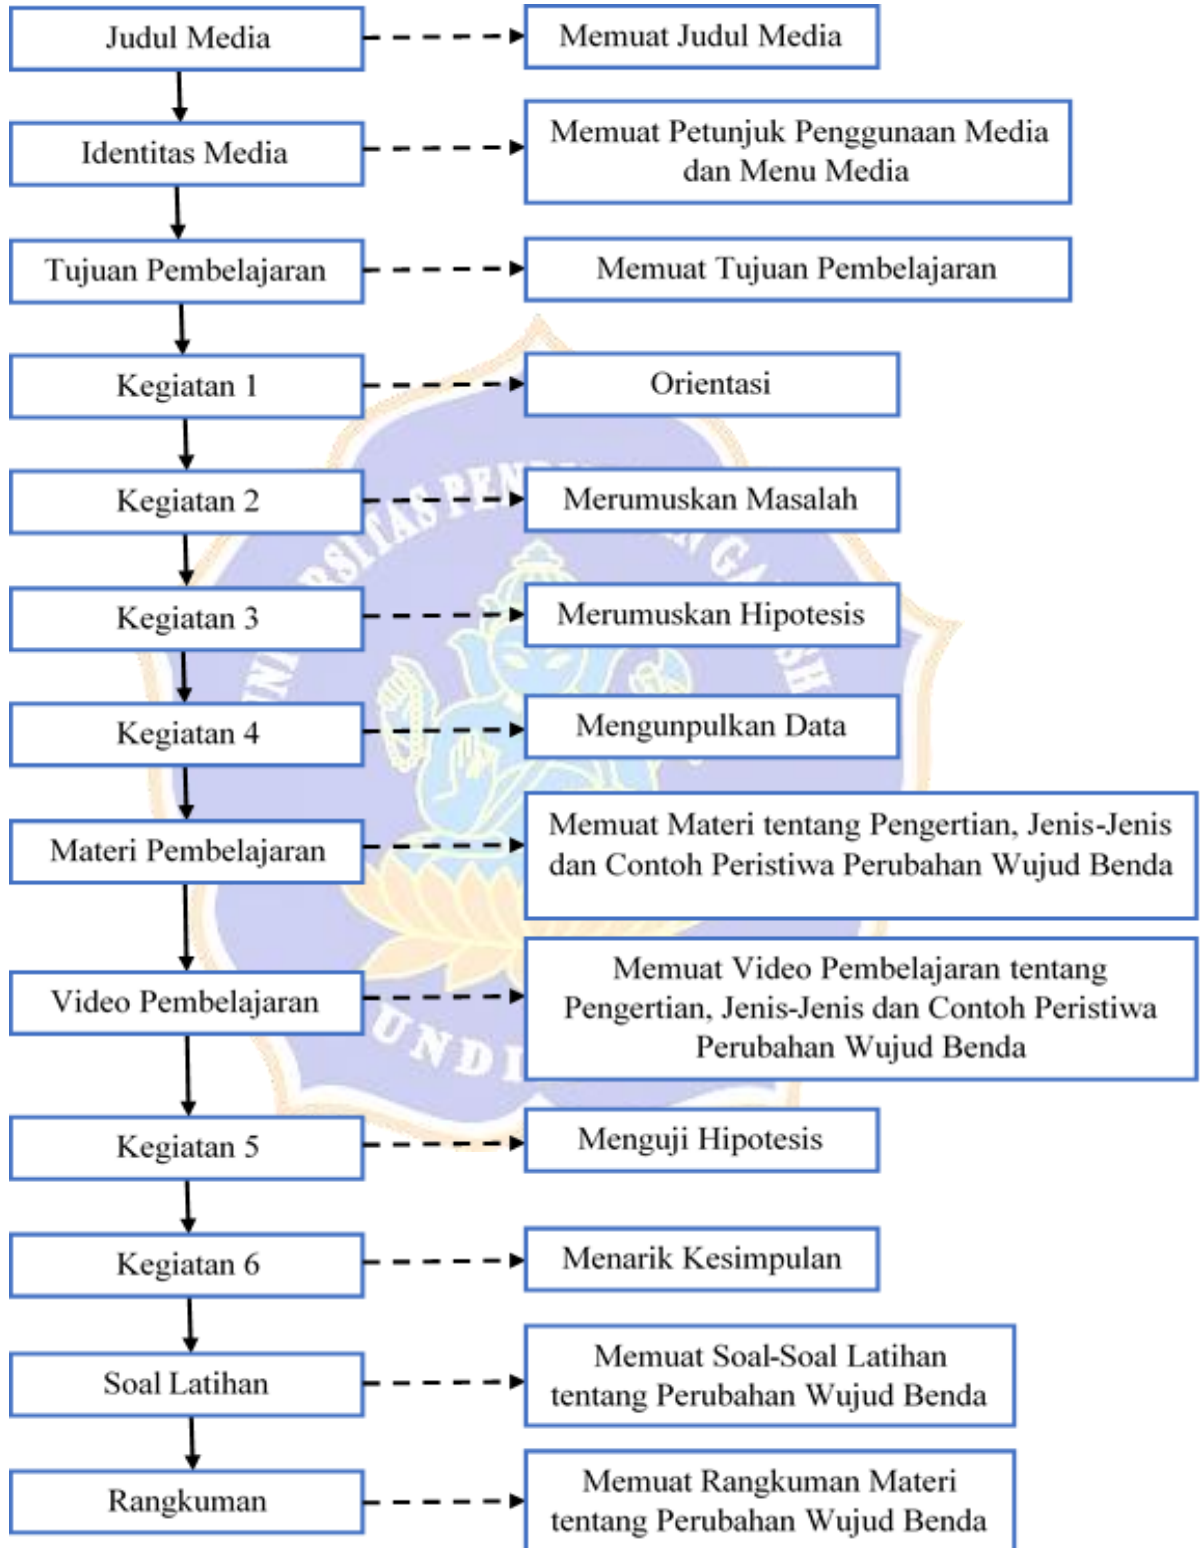 Judul Media
Memuat Judul Media
Identitas Media
Memuat Petunjuk Penggunaan Media
dan Menu Media
Tujuan Pembelajaran
Memuat Tujuan Pembelajaran
Kegiatan 1
Orientasi
Kegiatan 2
Merumuskan Masalah
Kegiatan 3
Merumuskan Hipotesis
Kegiatan 4
Mengunpulkan Data
Materi Pembelajaran
Memuat Materi tentang Pengertian, Jenis-Jenis
dan Contoh Peristiwa Perubahan Wujud Benda
Video Pembelajaran
Memuat Video Pembelajaran tentang
Pengertian, Jenis-Jenis dan Contoh Peristiwa
Perubahan Wujud Benda
Kegiatan 5
Menguji Hipotesis
Kegiatan 6
Menarik Kesimpulan
Soal Latihan
Memuat Soal-Soal Latihan
tentang Perubahan Wujud Benda
Rangkuman
Memuat Rangkuman Materi
tentang Perubahan Wujud Benda